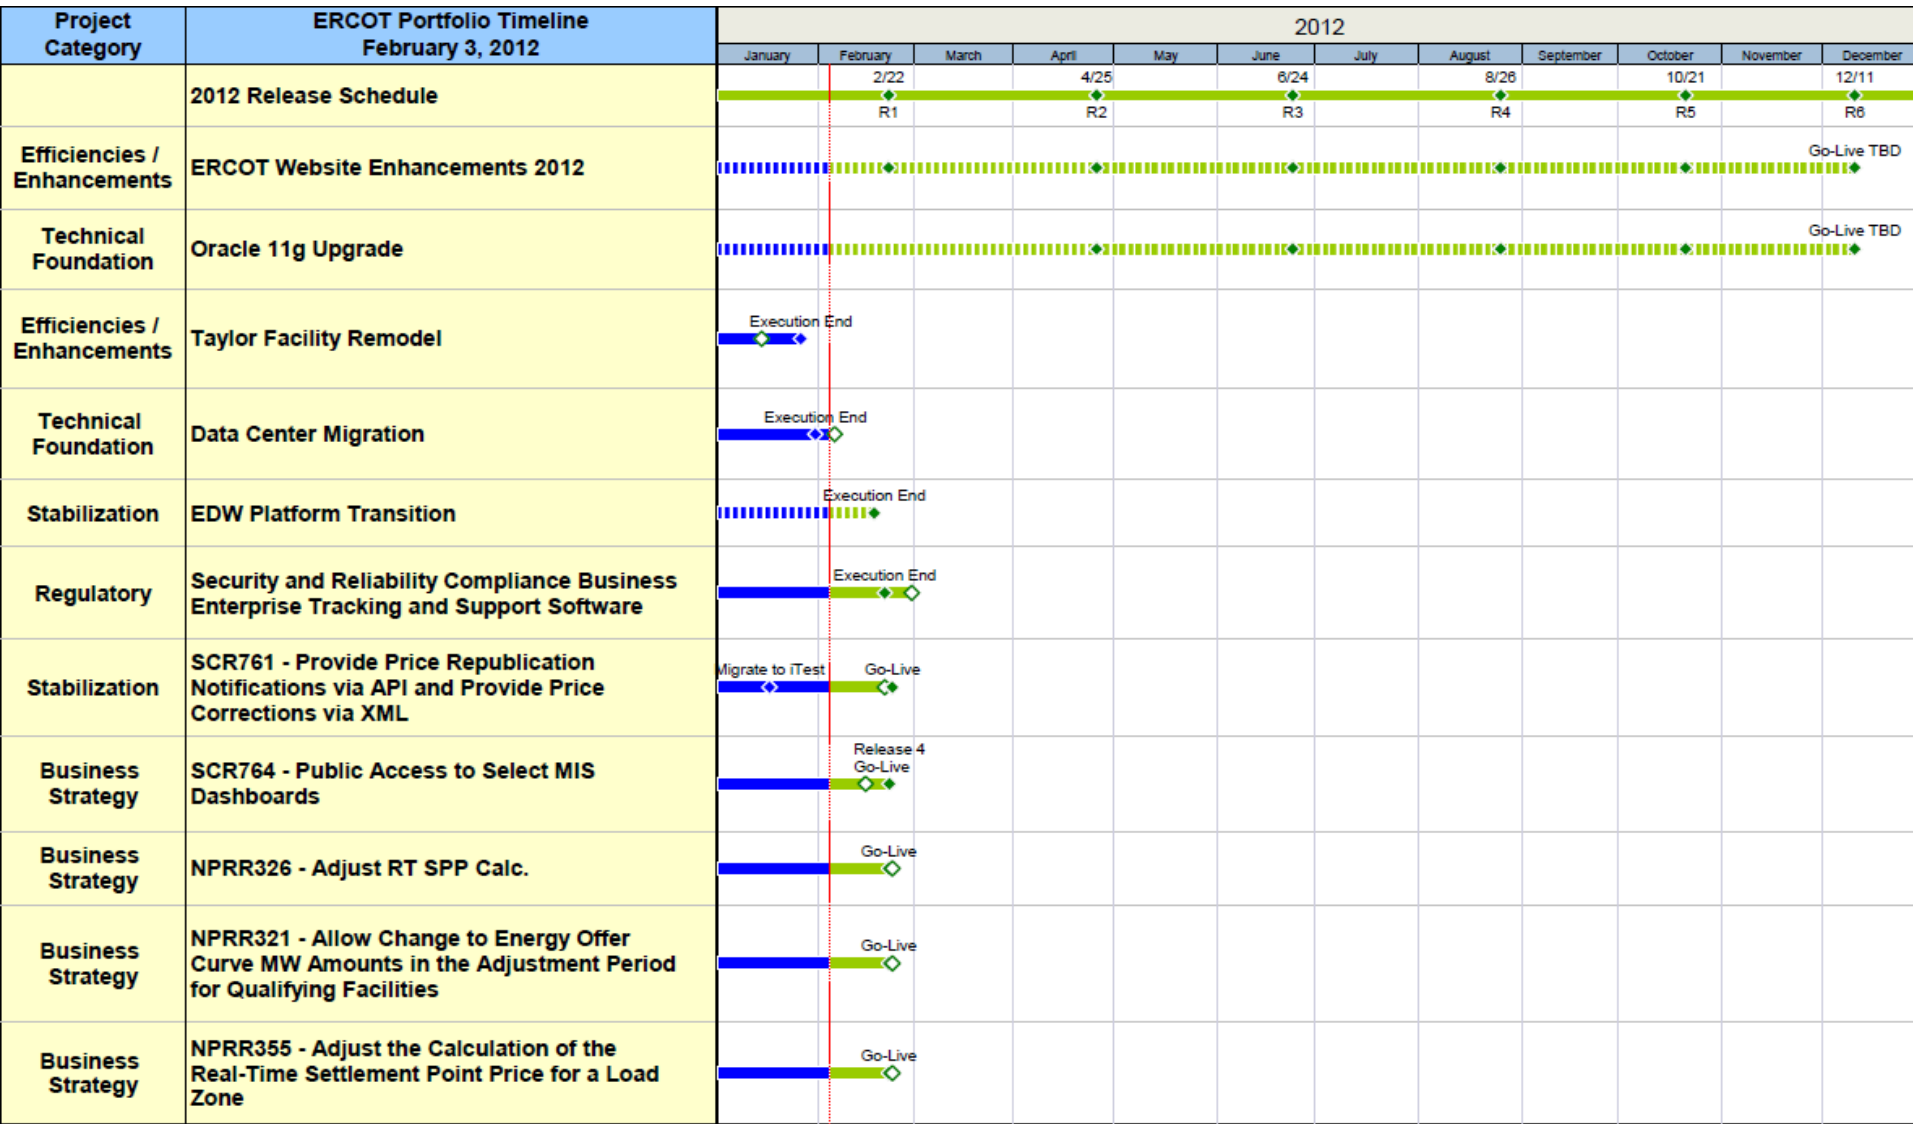 Project
Category
ERCOT Portfolio Timeline
February 3, 2012
2012
January February March April May June July August September October November December
2012 Release Schedule
2/22 4/25 6/24 8/26 10/21 12/11
R1 R2 R3 R4 R5 R6
Efficiencies /
Enhancements
ERCOT Website Enhancements 2012
Go-Live TBD
Technical
Foundation
Oracle 11g Upgrade
Go-Live TBD
Efficiencies /
Enhancements
Taylor Facility Remodel
Execution End
Technical
Foundation
Data Center Migration
Execution End
Stabilization
EDW Platform Transition
Execution End
Regulatory
Security and Reliability Compliance Business
Enterprise Tracking and Support Software
Execution End
Stabilization
SCR761 - Provide Price Republication
Notifications via API and Provide Price
Corrections via XML
Migrate to iTest
Go-Live
Business
Strategy
SCR764 - Public Access to Select MIS
Dashboards
Release 4
Go-Live
Business
Strategy
NPRR326 - Adjust RT SPP Calc.
Go-Live
Business
Strategy
NPRR321 - Allow Change to Energy Offer
Curve MW Amounts in the Adjustment Period
for Qualifying Facilities
Go-Live
Business
Strategy
NPRR355 - Adjust the Calculation of the
Real-Time Settlement Point Price for a Load
Zone
Go-Live